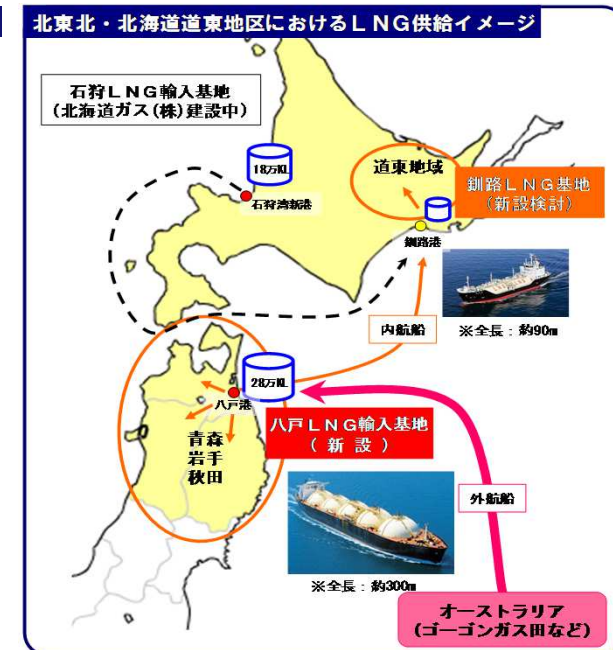 北東北・北海道道東地区におけるLNG供給イメージ
石狩LNG輸入基地
(北海道ガス(株)建設中)
18万KL
石狩湾新港
道東地域
釧路LNG基地
(新設検討)
釧路港
内航船
※全長:約90m
28万KL
八戸港
八戸LNG輸入基地
(新設)
青森
岩手
秋田
外航船
※全長:約300m
オーストラリア
(ゴーゴンガス田など)